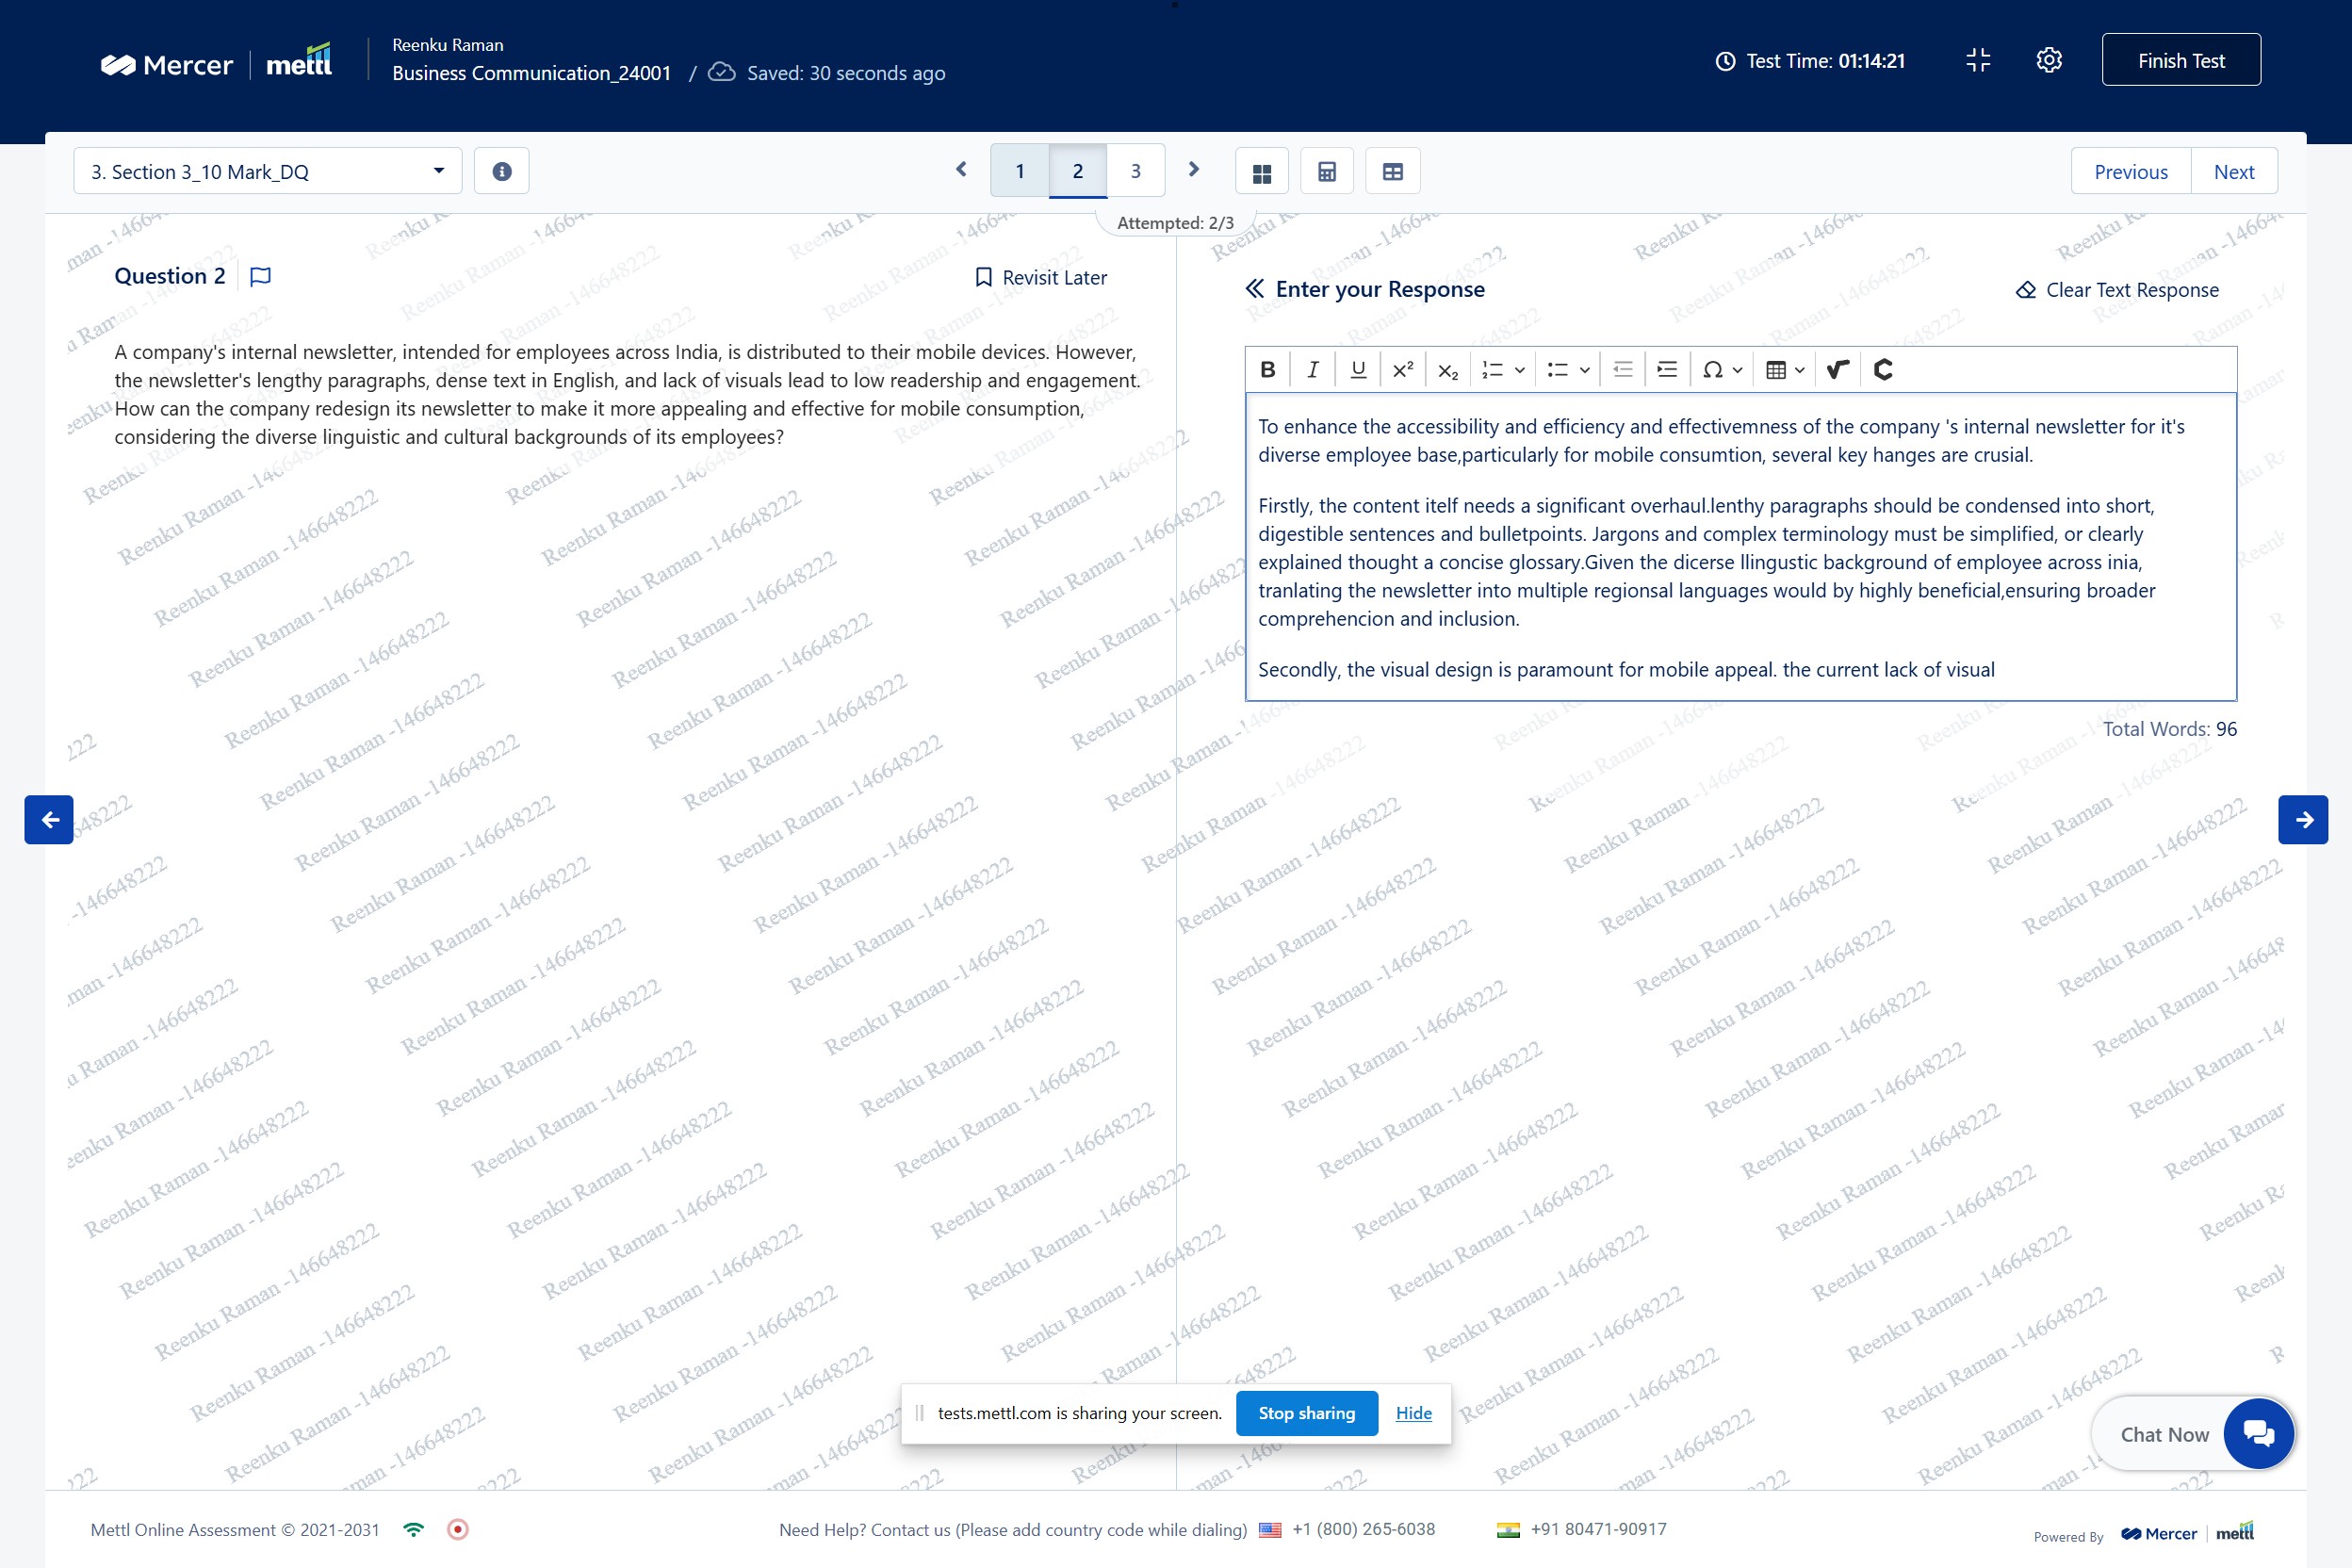 Mercer | mettl
Reenku Raman
Business Communication_24001 / Saved: 30 seconds ago
Test Time: 01:14:21
Finish Test
3. Section 3_10 Mark_DQ
1 2 3
Previous Next
Attempted: 2/3
Question 2
Revisit Later
A company's internal newsletter, intended for employees across India, is distributed to their mobile devices. However,
the newsletter's lengthy paragraphs, dense text in English, and lack of visuals lead to low readership and engagement.
How can the company redesign its newsletter to make it more appealing and effective for mobile consumption,
considering the diverse linguistic and cultural backgrounds of its employees?
Enter your Response
Clear Text Response
To enhance the accessibility and efficiency and effectivemness of the company 's internal newsletter for it's
diverse employee base,particularly for mobile consumtion, several key hanges are crusial.
Firstly, the content itelf needs a significant overhaul.lenthy paragraphs should be condensed into short,
digestible sentences and bulletpoints. Jargons and complex terminology must be simplified, or clearly
explained thought a concise glossary.Given the dicerse llingustic background of employee across inia,
tranlating the newsletter into multiple regionsal languages would by highly beneficial,ensuring broader
comprehencion and inclusion.
Secondly, the visual design is paramount for mobile appeal. the current lack of visual
Total Words: 96
Reenku Raman -146648222
tests.mettl.com is sharing your screen.
Stop sharing
Hide
Chat Now
Mettl Online Assessment © 2021-2031
Need Help? Contact us (Please add country code while dialing) +1 (800) 265-6038 +91 80471-90917
Powered By Mercer | mettl